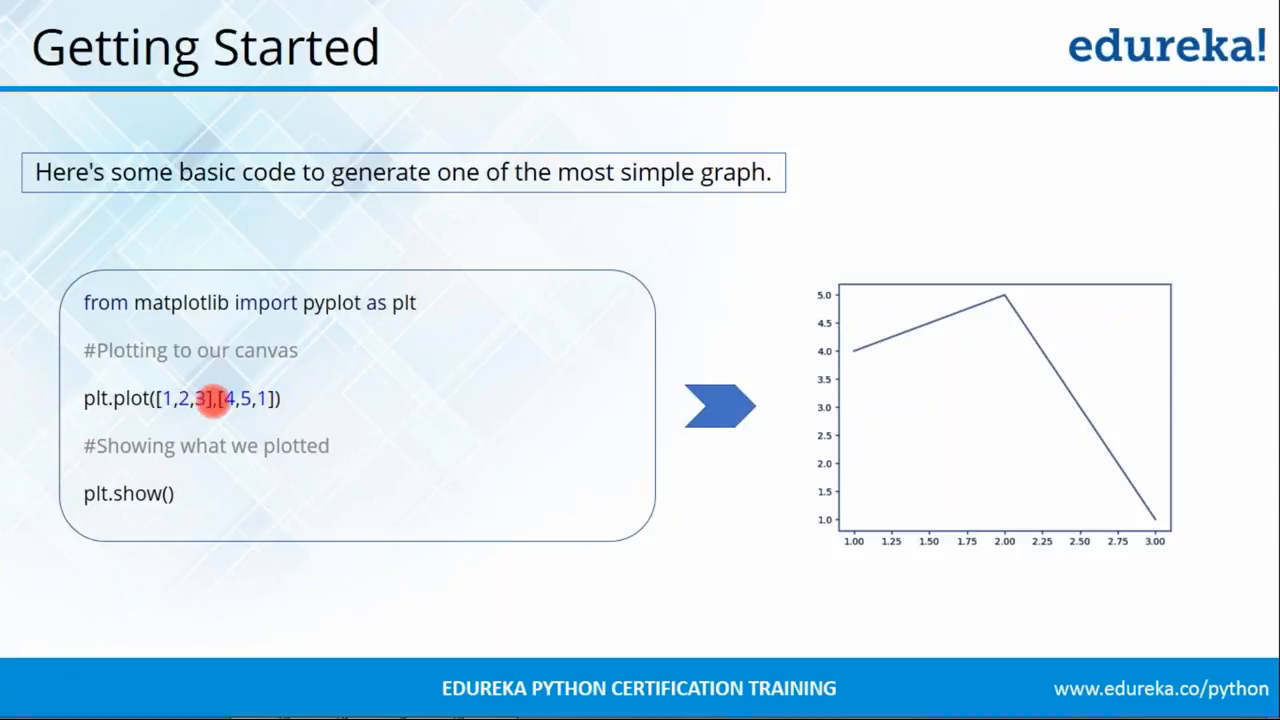 Getting Started
edureka!
Here's some basic code to generate one of the most simple graph.
from matplotlib import pyplot as plt
#Plotting to our canvas
plt.plot([1,2,3],[4,5,1])
#Showing what we plotted
plt.show()
5.0
4.5
4.0
3.5
3.0
2.5
2.0
1.5
1.0
1.00 1.25 1.50 1.75 2.00 2.25 2.50 2.75 3.00
EDUREKA PYTHON CERTIFICATION TRAINING
www.edureka.co/python